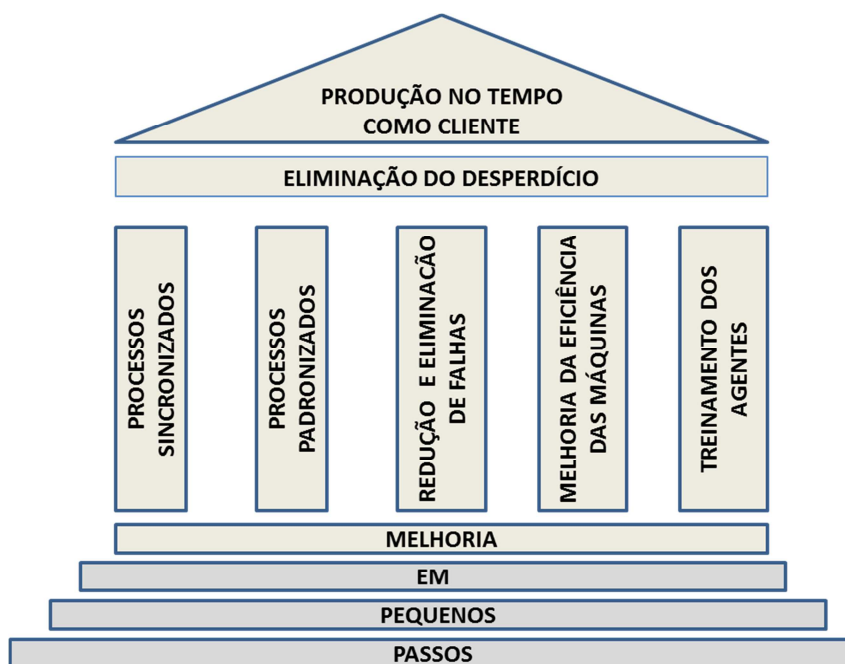 PRODUÇÃO NO TEMPO
COMO CLIENTE
ELIMINAÇÃO DO DESPERDÍCIO
PROCESSOS
SINCRONIZADOS
PROCESSOS
PADRONIZADOS
REDUÇÃO E ELIMINAÇÃO
DE FALHAS
MELHORIA DA EFICIÊNCIA
DAS MÁQUINAS
TREINAMENTO DOS
AGENTES
MELHORIA
EM
PEQUENOS
PASSOS